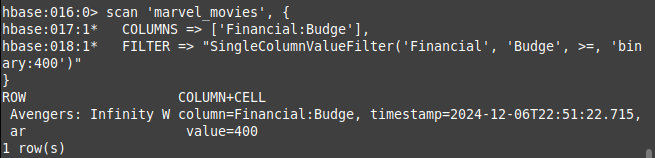 hbase:016:0> scan 'marvel_movies', {
hbase:017:1*   COLUMNS => ['Financial:Budge'],
hbase:018:1*   FILTER => "SingleColumnValueFilter('Financial', 'Budge', >=, 'bin
ary:400')"
}
ROW                   COLUMN+CELL
 Avengers: Infinity W column=Financial:Budge, timestamp=2024-12-06T22:51:22.715,
 ar                    value=400
1 row(s)